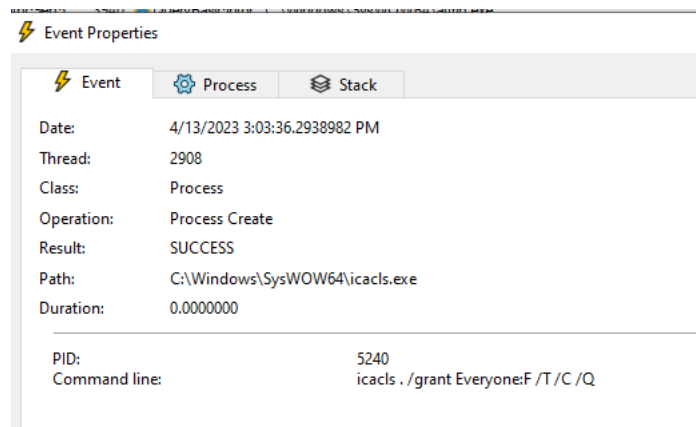 Event Properties
Event Process Stack
Date: 4/13/2023 3:03:36.2938982 PM
Thread: 2908
Class: Process
Operation: Process Create
Result: SUCCESS
Path: C:\Windows\SysWOW64\icacls.exe
Duration: 0.0000000
PID: 5240
Command line: icacls . /grant Everyone:F /T /C /Q